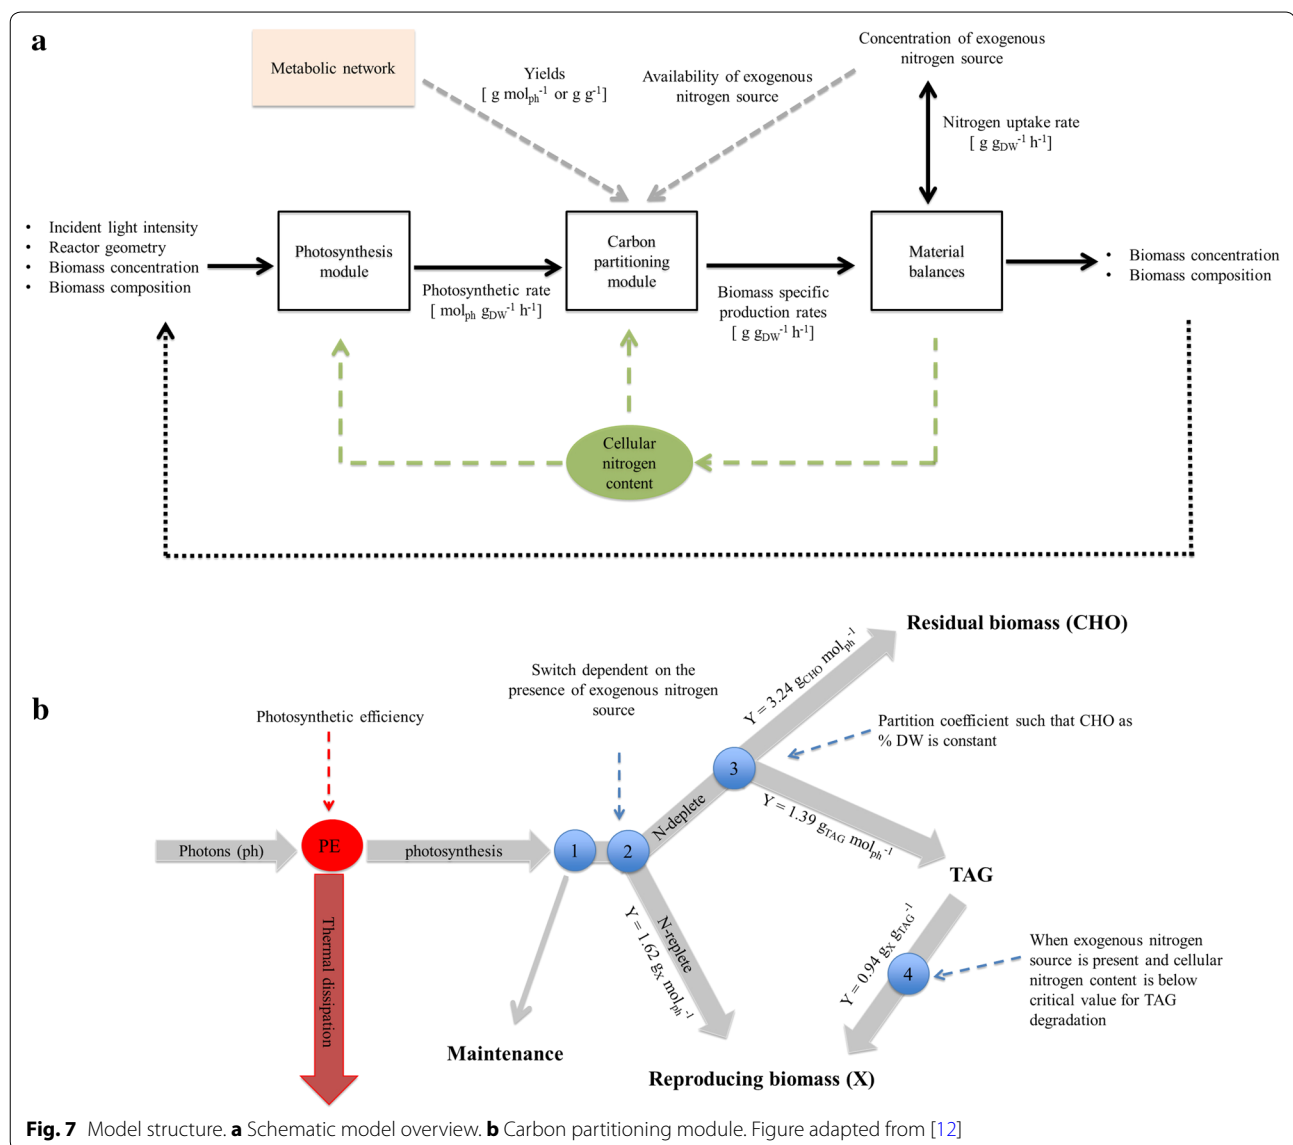 a
Metabolic network
Yields
[ g mol_ph^-1 or g g^-1]
Availability of exogenous
nitrogen source
Concentration of exogenous
nitrogen source
Nitrogen uptake rate
[ g g_DW^-1 h^-1]
• Incident light intensity
• Reactor geometry
• Biomass concentration
• Biomass composition
Photosynthesis
module
Photosynthetic rate
[ mol_ph g_DW^-1 h^-1]
Carbon
partitioning
module
Biomass specific
production rates
[ g g_DW^-1 h^-1]
Material
balances
• Biomass concentration
• Biomass composition
Cellular
nitrogen
content
b
Photosynthetic efficiency
Switch dependent on the
presence of exogenous nitrogen
source
Residual biomass (CHO)
Y = 3.24 g_CHO mol_ph^-1
Partition coefficient such that CHO as
% DW is constant
Photons (ph)
PE
photosynthesis
1
2
N-deplete
3
Y = 1.39 g_TAG mol_ph^-1
TAG
Thermal dissipation
N-replete
Y = 1.62 g_X mol_ph^-1
Y = 0.94 g_X g_TAG^-1
4
When exogenous nitrogen
source is present and cellular
nitrogen content is below
critical value for TAG
degradation
Maintenance
Reproducing biomass (X)
Fig. 7 Model structure. a Schematic model overview. b Carbon partitioning module. Figure adapted from [12]